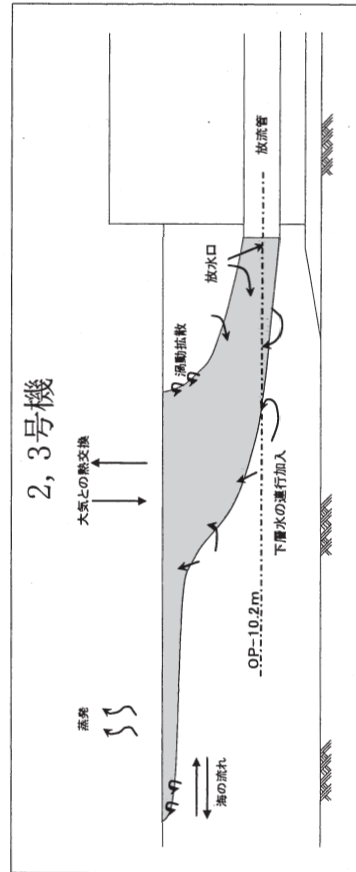 2,3号機
大気との熱交換
蒸発
渦動拡散
放水口
放流管
海の流れ
下層水の連行加入
OP-10.2m